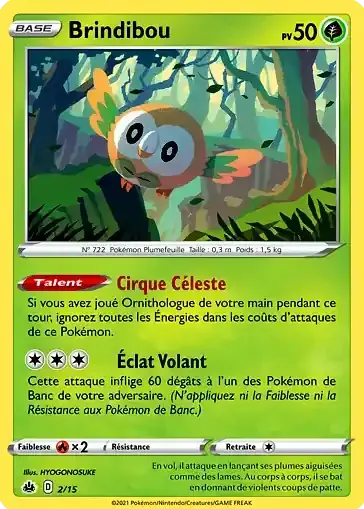 BASE Brindibou PV 50
N° 722 Pokémon Plumefeuille Taille : 0,3 m Poids : 1,5 kg
Talent Cirque Céleste
Si vous avez joué Ornithologue de votre main pendant ce
tour, ignorez toutes les Énergies dans les coûts d'attaques
de ce Pokémon.
Éclat Volant
Cette attaque inflige 60 dégâts à l'un des Pokémon de
Banc de votre adversaire. (N'appliquez ni la Faiblesse ni la
Résistance aux Pokémon de Banc.)
Faiblesse ×2 Résistance Retraite
Illus. HYOGONOSUKE
D 2/15
En vol, il attaque en lançant ses plumes aiguisées
comme des lames. Au corps à corps, il se bat
en donnant de violents coups de patte.
©2021 Pokémon/Nintendo/Creatures/GAME FREAK